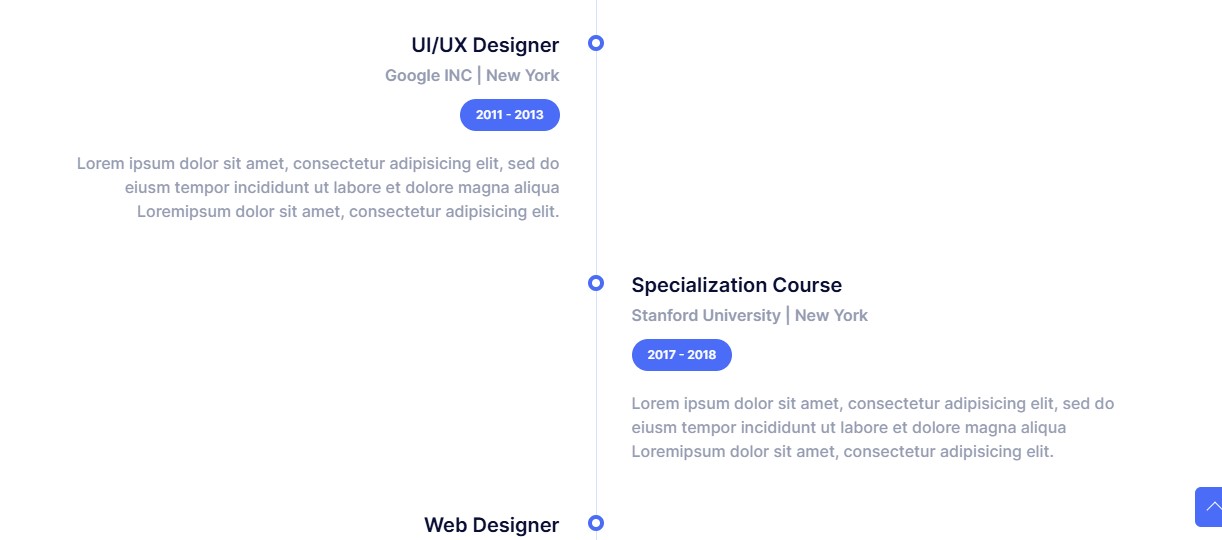 UI/UX Designer
Google INC | New York
2011 - 2013
Lorem ipsum dolor sit amet, consectetur adipisicing elit, sed do
eiusm tempor incididunt ut labore et dolore magna aliqua
Loremipsum dolor sit amet, consectetur adipisicing elit.
Specialization Course
Stanford University | New York
2017 - 2018
Lorem ipsum dolor sit amet, consectetur adipisicing elit, sed do
eiusm tempor incididunt ut labore et dolore magna aliqua
Loremipsum dolor sit amet, consectetur adipisicing elit.
Web Designer